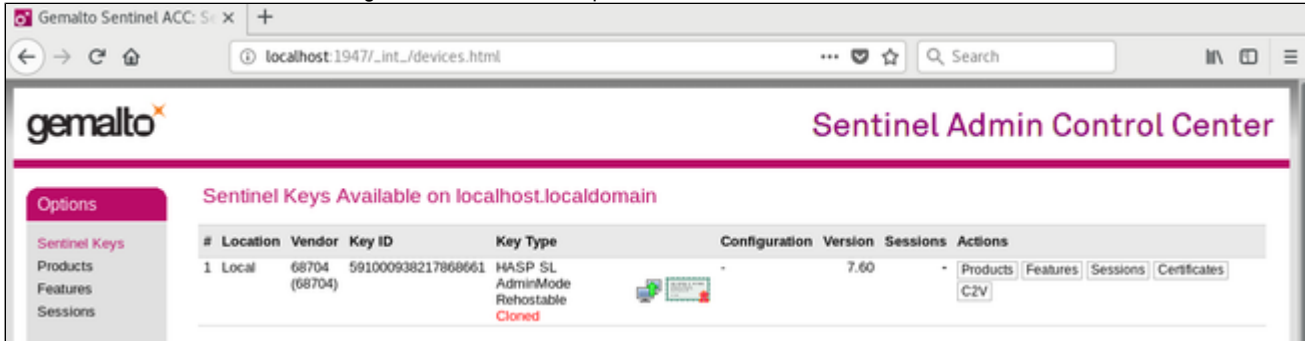 Gemalto Sentinel ACC: Se
localhost:1947/_int_/devices.html
Search
gemalto
Sentinel Admin Control Center
Options
Sentinel Keys
Products
Features
Sessions
Sentinel Keys Available on localhost.localdomain
# Location Vendor Key ID Key Type Configuration Version Sessions Actions
1 Local 68704 591000938217868661 HASP SL - 7.60 - Products Features Sessions Certificates
(68704) AdminMode C2V
Rehostable
Cloned